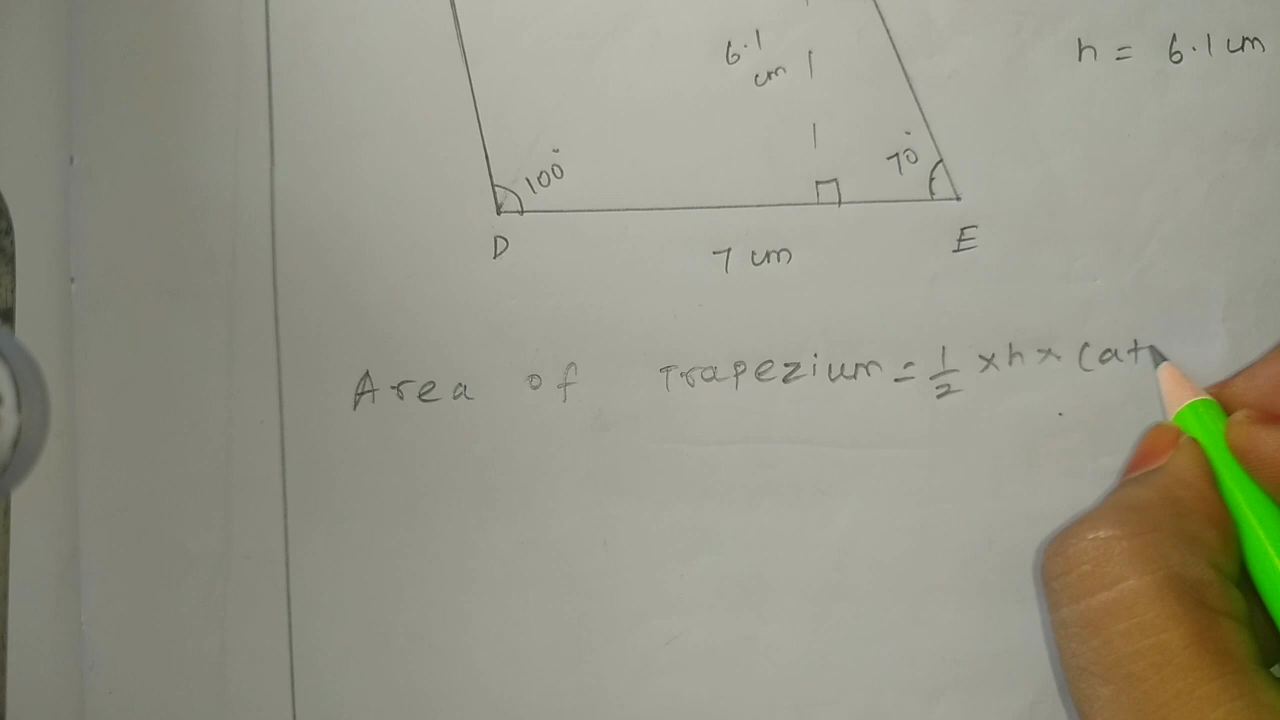 6.1
cm
h = 6.1 cm
100°
70°
D
7 cm
E
Area of Trapezium = 1/2 × h × (a+